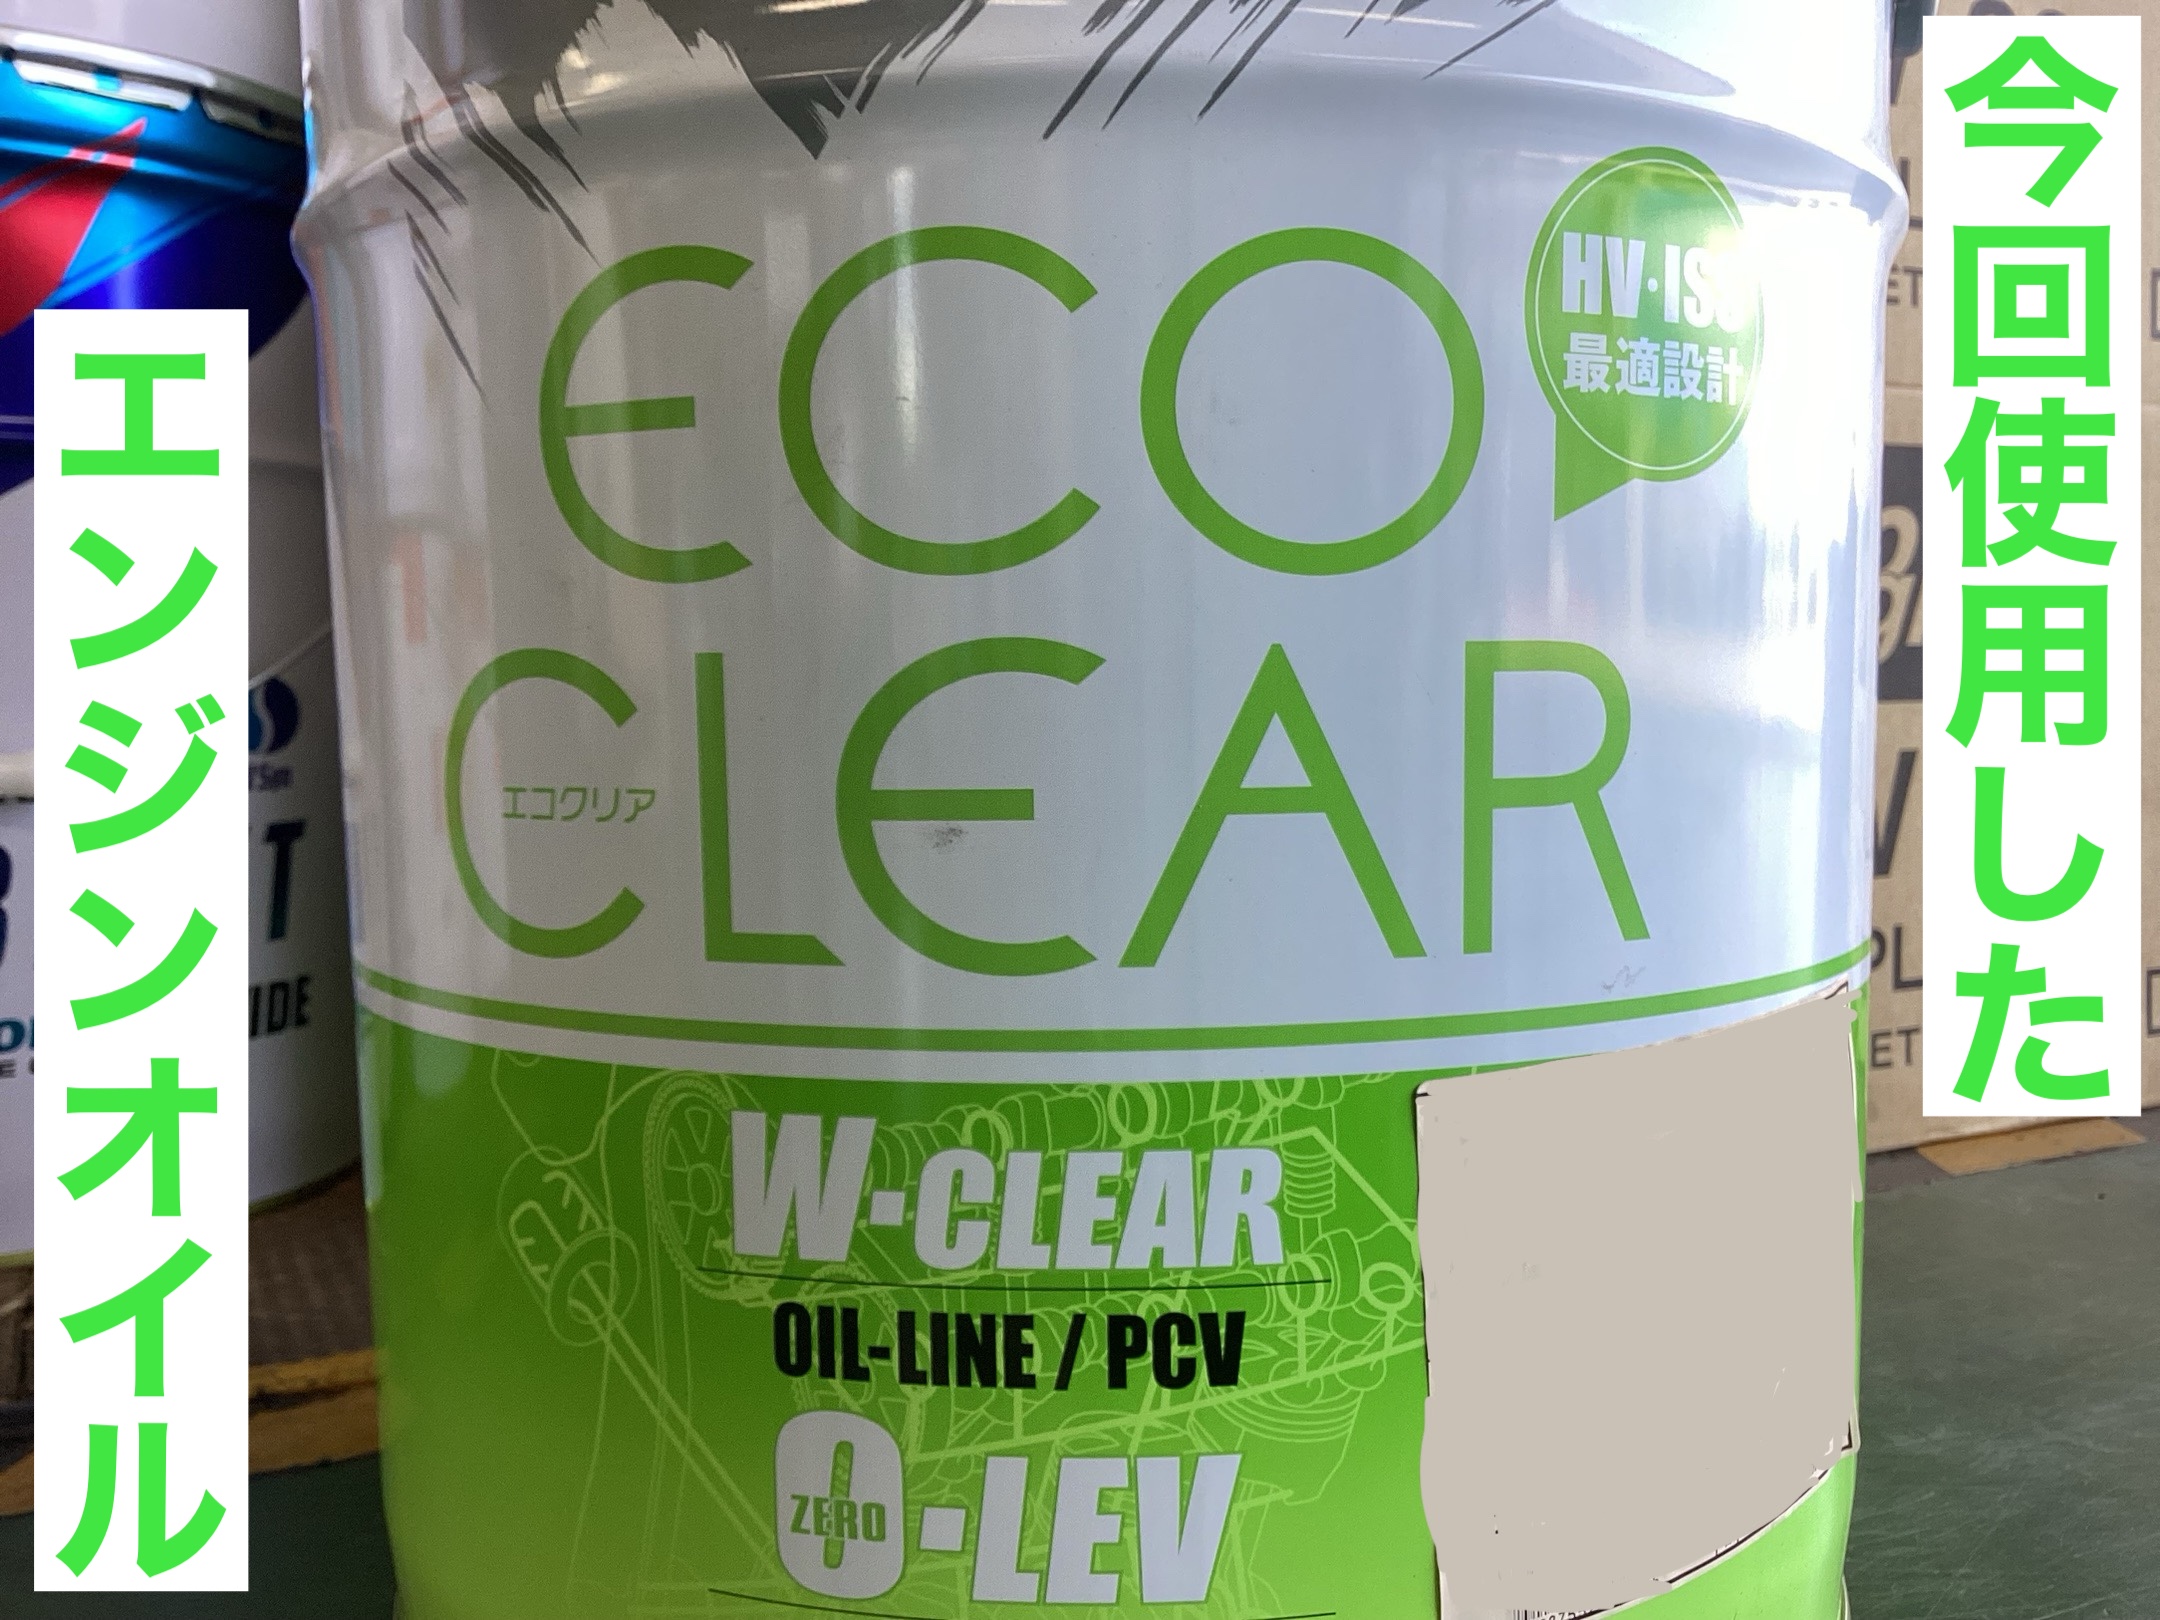 今回使用した
エンジンオイル
ECO
CLEAR
エコクリア
HV・IS
最適設計
W-CLEAR
OIL-LINE / PCV
0-LEV
ZERO